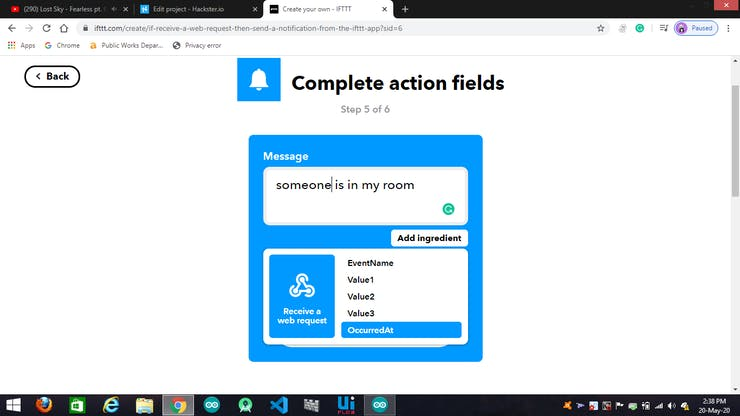 (290) Lost Sky - Fearless pt.
Edit project - Hackster.io
Create your own - IFTTT
ifttt.com/create/if-receive-a-web-request-then-send-a-notification-from-the-ifttt-app?sid=6
Paused
Apps
Google
Chrome
Public Works Depar...
Privacy error
Back
Complete action fields
Step 5 of 6
Message
someone is in my room
Add ingredient
EventName
Value1
Value2
Value3
OccurredAt
Receive a
web request
2:38 PM
20-May-20